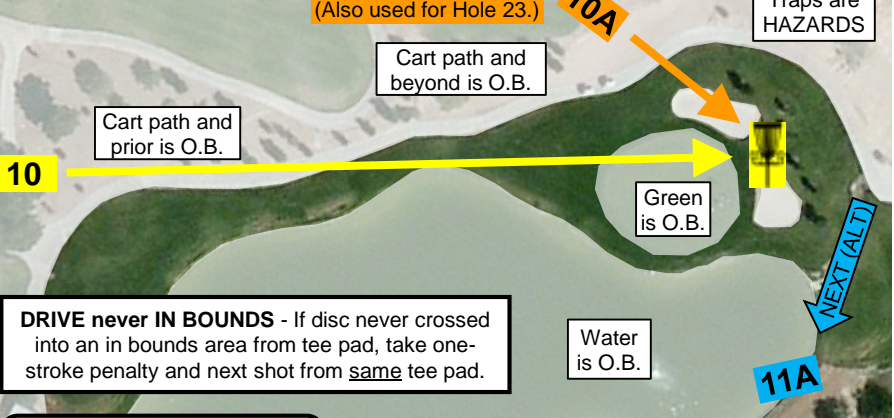 (Also used for Hole 23.)
10A
Traps are
HAZARDS
Cart path and
beyond is O.B.
Cart path and
prior is O.B.
10
Green
is O.B.
NEXT (ALT)
DRIVE never IN BOUNDS - If disc never crossed
into an in bounds area from tee pad, take one-
stroke penalty and next shot from same tee pad.
Water
is O.B.
11A